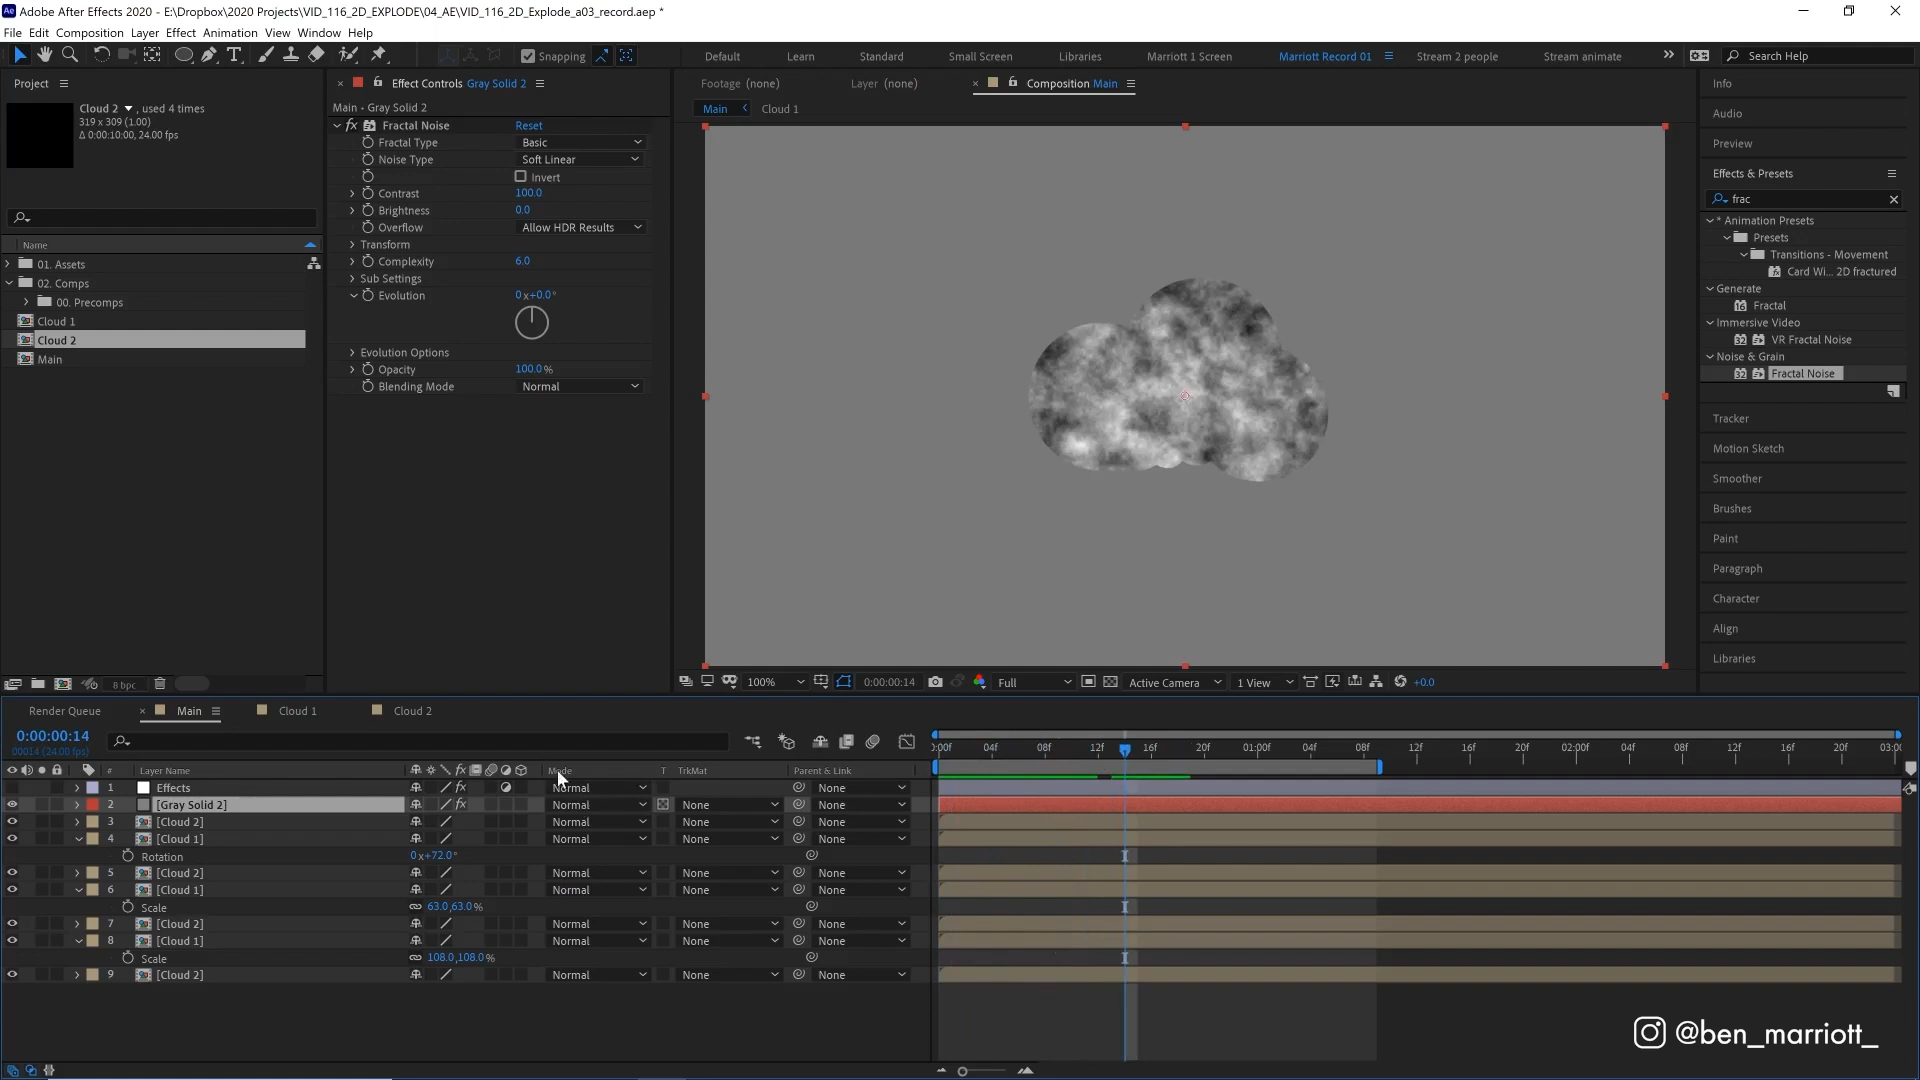 Adobe After Effects 2020 - E:\Dropbox\2020 Projects\VID_116_2D_EXPLODE\04_AE\VID_116_2D_Explode_a03_record.aep *
File Edit Composition Layer Effect Animation View Window Help
Snapping
Default Learn Standard Small Screen Libraries Marriott 1 Screen Marriott Record 01 Stream 2 people Stream animate
Search Help
Project
Cloud 2 , used 4 times
319 x 309 (1.00)
Δ 0:00:10:00, 24.00 fps
Name
01. Assets
02. Comps
00. Precomps
Cloud 1
Cloud 2
Main
8 bpc
Effect Controls Gray Solid 2
Main • Gray Solid 2
fx Fractal Noise Reset
Fractal Type Basic
Noise Type Soft Linear
Invert
Contrast 100.0
Brightness 0.0
Overflow Allow HDR Results
Transform
Complexity 6.0
Sub Settings
Evolution 0x+0.0°
Evolution Options
Opacity 100.0%
Blending Mode Normal
Footage (none) Layer (none) Composition Main
Main Cloud 1
100% 0:00:00:14 Full Active Camera 1 View +0.0
Info
Audio
Preview
Effects & Presets
frac
* Animation Presets
Presets
Transitions - Movement
Card Wi... 2D fractured
Generate
16 Fractal
Immersive Video
32 VR Fractal Noise
Noise & Grain
32 Fractal Noise
Tracker
Motion Sketch
Smoother
Brushes
Paint
Paragraph
Character
Align
Libraries
Render Queue Main Cloud 1 Cloud 2
0:00:00:14
00014 (24.00 fps)
:00f 04f 08f 12f 16f 20f 01:00f 04f 08f 12f 16f 20f 02:00f 04f 08f 12f 16f 20f 03:00
# Layer Name fx Mode T TrkMat Parent & Link
1 Effects fx Normal None
2 [Gray Solid 2] fx Normal None None
3 [Cloud 2] Normal None None
4 [Cloud 1] Normal None None
Rotation 0x+72.0°
5 [Cloud 2] Normal None None
6 [Cloud 1] Normal None None
Scale 63.0,63.0%
7 [Cloud 2] Normal None None
8 [Cloud 1] Normal None None
Scale 108.0,108.0%
9 [Cloud 2] Normal None None
@ben_marriott_